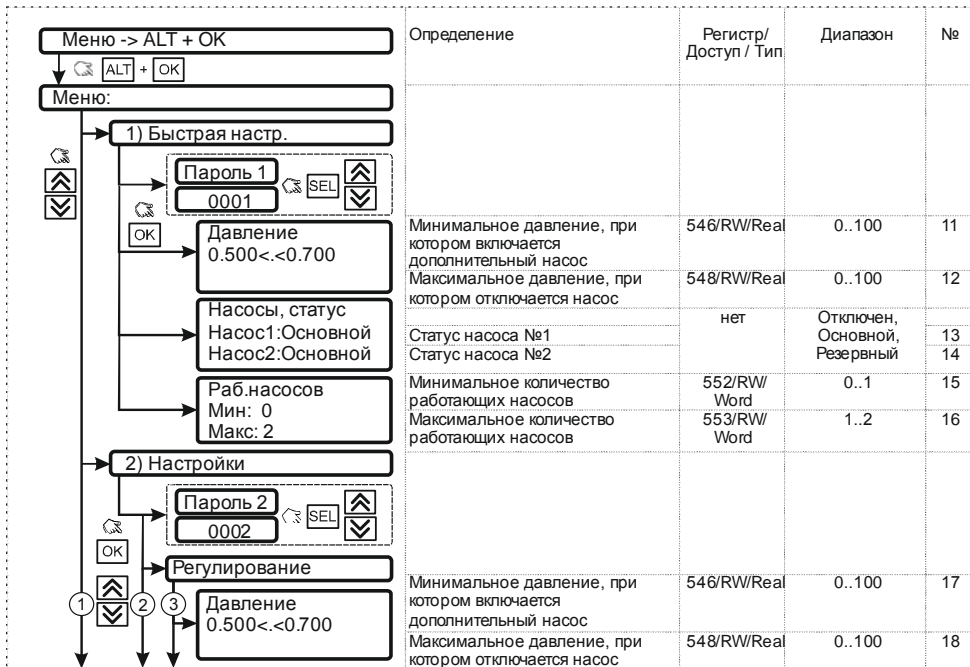 Меню -> ALT + OK
Определение
Регистр/
Доступ / Тип
Диапазон
№
ALT + OK
Меню:
1) Быстрая настр.
Пароль 1
0001
SEL
OK
Давление
0.500<.<0.700
Минимальное давление, при
котором включается
дополнительный насос
546/RW/Real
0..100
11
Максимальное давление, при
котором отключается насос
548/RW/Real
0..100
12
Насосы, статус
Насос1:Основной
Насос2:Основной
нет
Отключен,
Основной,
Резервный
Статус насоса №1
13
Статус насоса №2
14
Раб.насосов
Мин: 0
Макс: 2
Минимальное количество
работающих насосов
552/RW/
Word
0..1
15
Максимальное количество
работающих насосов
553/RW/
Word
1..2
16
2) Настройки
Пароль 2
0002
SEL
OK
Регулирование
1
2
3
Давление
0.500<.<0.700
Минимальное давление, при
котором включается
дополнительный насос
546/RW/Real
0..100
17
Максимальное давление, при
котором отключается насос
548/RW/Real
0..100
18